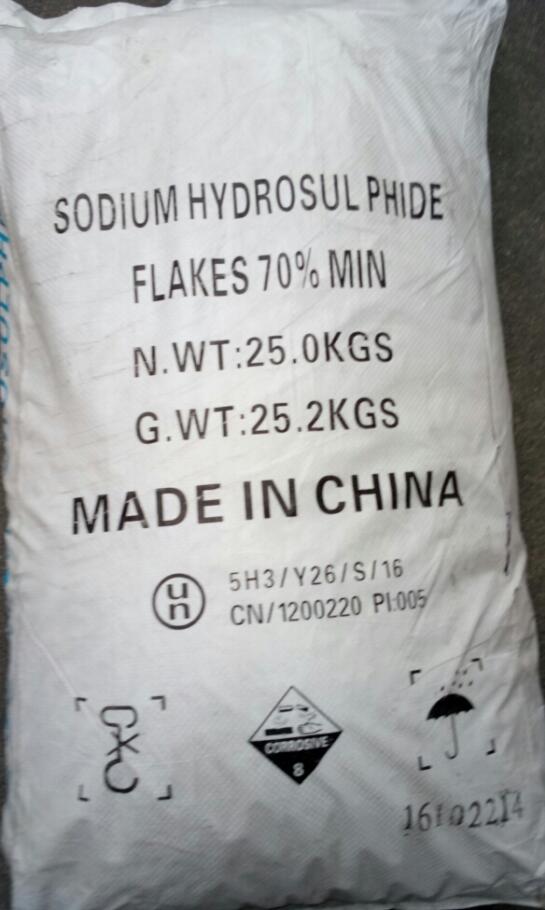 SODIUM HYDROSUL PHIDE
FLAKES 70% MIN
N.WT:25.0KGS
G.WT:25.2KGS
MADE IN CHINA
un
5H3/Y26/S/16
CN/1200220 PI:005
CORROSIVE
8